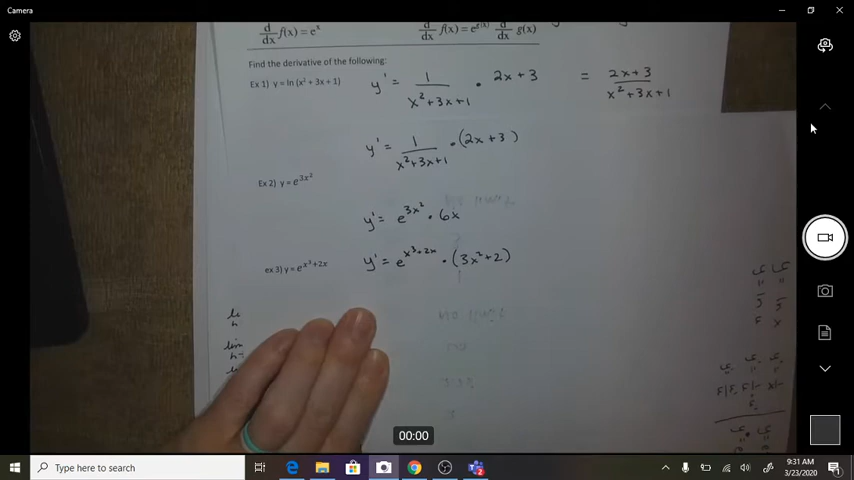 Camera
d/dx f(x) = eˣ
d/dx f(x) = e^g(x) d/dx g(x)
Find the derivative of the following:
Ex 1) y = ln (x² + 3x + 1)
y' = 1/(x²+3x+1) · 2x+3 = (2x+3)/(x²+3x+1)
y' = 1/(x²+3x+1) · (2x+3)
Ex 2) y = e^3x²
y' = e^3x² · 6x
ex 3) y = e^x³+2x
y' = e^x³+2x · (3x²+2)
lim
00:00
Type here to search
9:31 AM
3/23/2020